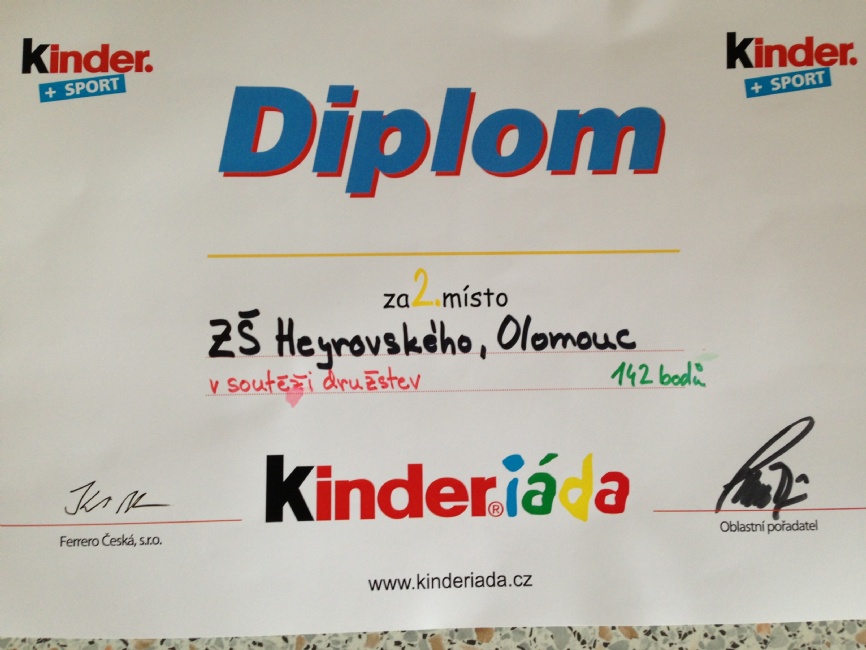 Kinder.
+ SPORT
Kinder.
+ SPORT
Diplom
za 2. místo
ZŠ Heyrovského, Olomouc
v soutěži družstev 142 bodů
Kinder®iáda
Ferrero Česká, s.r.o.
Oblastní pořadatel
www.kinderiada.cz